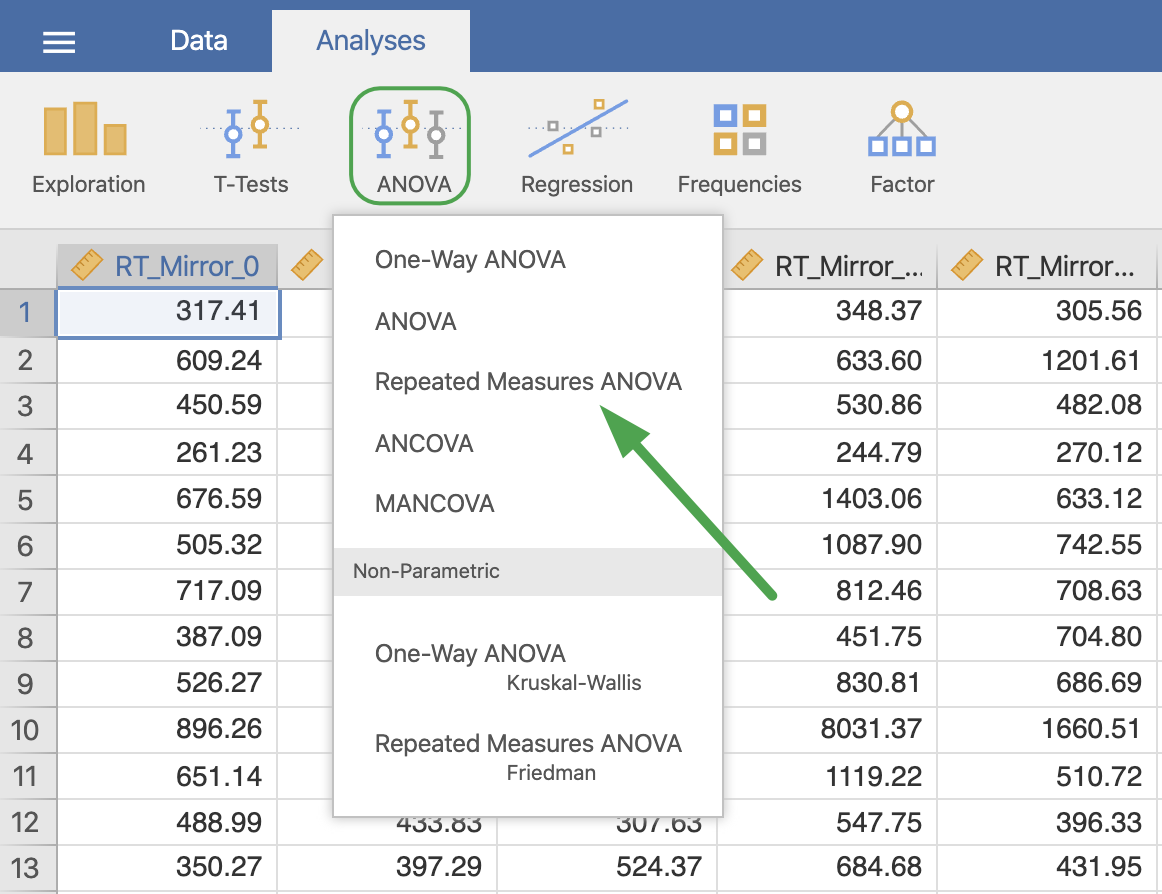 Data Analyses
Exploration T-Tests ANOVA Regression Frequencies Factor
RT_Mirror_0 RT_Mirror_... RT_Mirror...
One-Way ANOVA
ANOVA
Repeated Measures ANOVA
ANCOVA
MANCOVA
Non-Parametric
One-Way ANOVA
Kruskal-Wallis
Repeated Measures ANOVA
Friedman
1 317.41 348.37 305.56
2 609.24 633.60 1201.61
3 450.59 530.86 482.08
4 261.23 244.79 270.12
5 676.59 1403.06 633.12
6 505.32 1087.90 742.55
7 717.09 812.46 708.63
8 387.09 451.75 704.80
9 526.27 830.81 686.69
10 896.26 8031.37 1660.51
11 651.14 1119.22 510.72
12 488.99 433.83 307.63 547.75 396.33
13 350.27 397.29 524.37 684.68 431.95